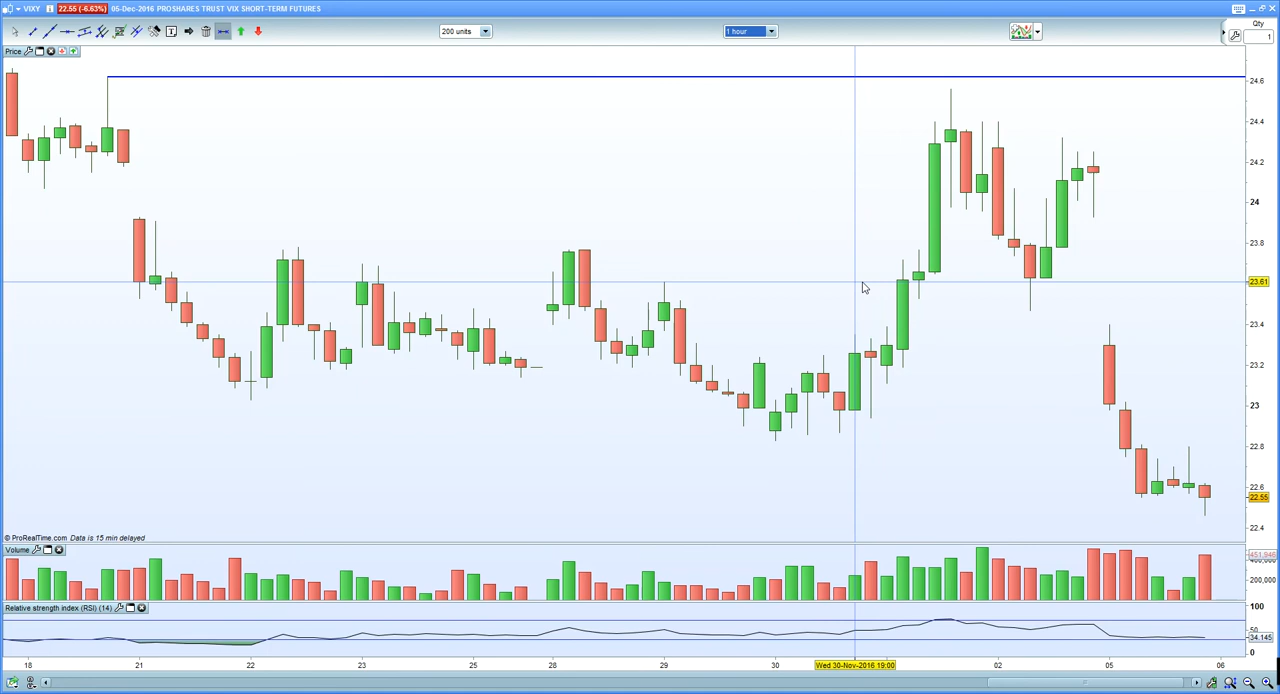 VIXY 22.55 (-6.63%) 05-Dec-2016 PROSHARES TRUST VIX SHORT-TERM FUTURES
200 units
1 hour
Qty
1
Price
24.6
24.4
24.2
24
23.8
23.61
23.4
23.2
23
22.8
22.6
22.55
22.4
© ProRealTime.com Data is 15 min delayed
Volume
451,946
400,000
200,000
Relative strength index (RSI) (14)
100
50
34.145
0
18 21 22 23 25 28 29 30 Wed 30-Nov-2016 19:00 02 05 06